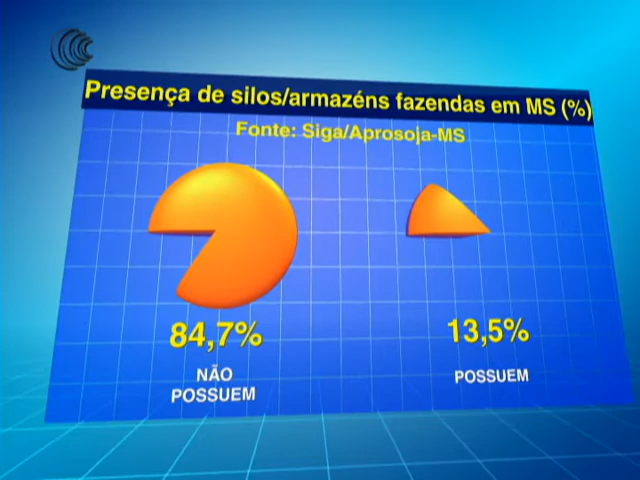 Presença de silos/armazéns fazendas em MS (%)
Fonte: Siga/Aprosoja-MS
84,7%
13,5%
NÃO
POSSUEM
POSSUEM